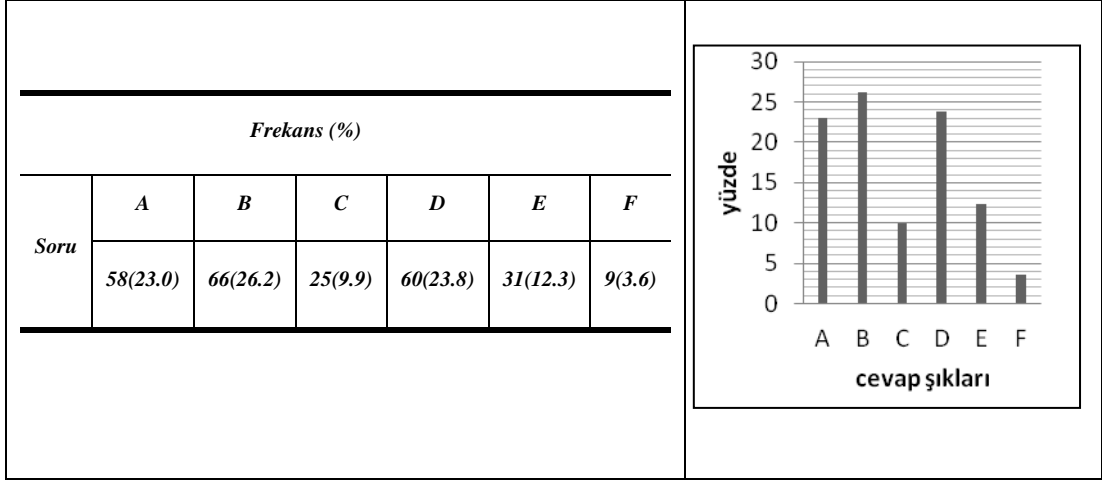 Frekans (%)
Soru
A B C D E F
58(23.0) 66(26.2) 25(9.9) 60(23.8) 31(12.3) 9(3.6)
yüzde
30
25
20
15
10
5
0
A B C D E F
cevap şıkları